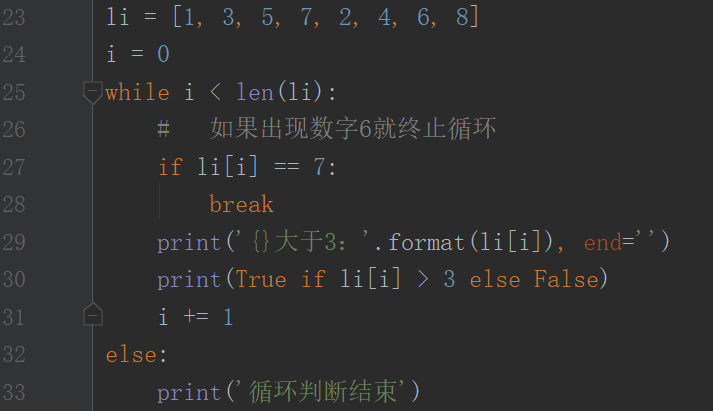 23 li = [1, 3, 5, 7, 2, 4, 6, 8]
24 i = 0
25 while i < len(li):
26     #   如果出现数字6就终止循环
27     if li[i] == 7:
28         break
29     print('{}大于3：'.format(li[i]), end='')
30     print(True if li[i] > 3 else False)
31     i += 1
32 else:
33     print('循环判断结束')